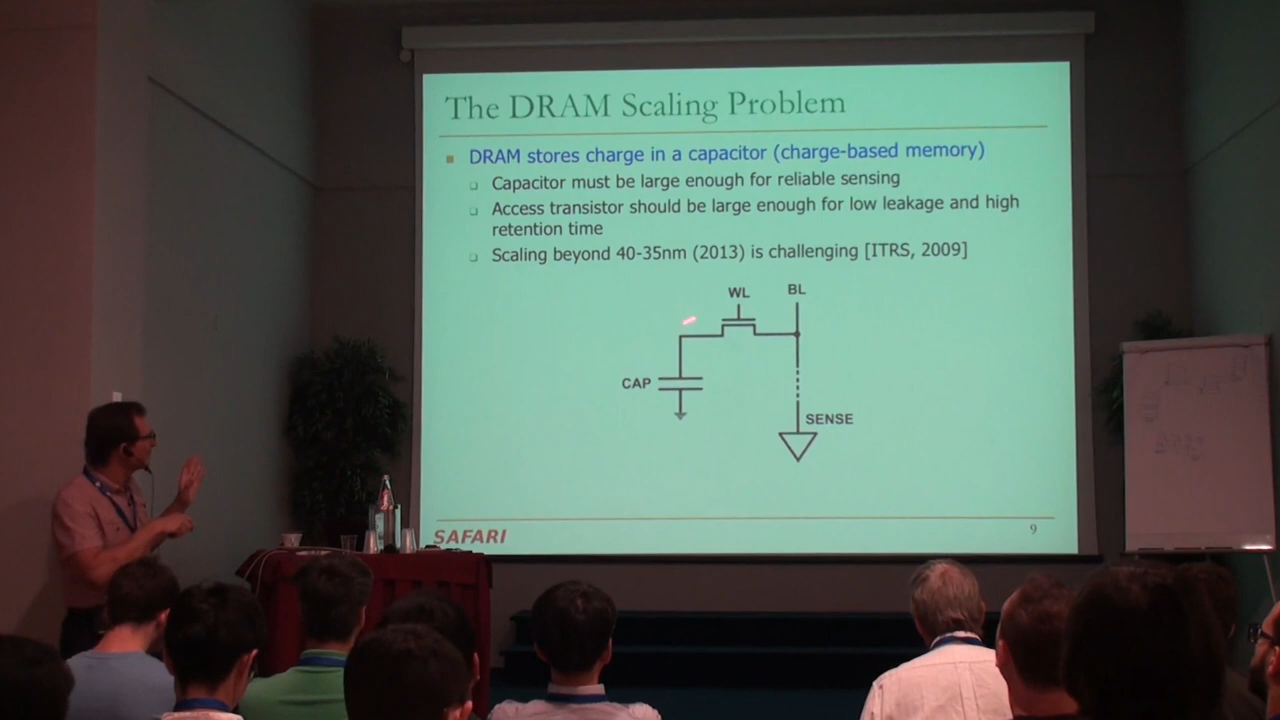 The DRAM Scaling Problem
DRAM stores charge in a capacitor (charge-based memory)
Capacitor must be large enough for reliable sensing
Access transistor should be large enough for low leakage and high
retention time
Scaling beyond 40-35nm (2013) is challenging [ITRS, 2009]
WL
BL
CAP
SENSE
SAFARI
9